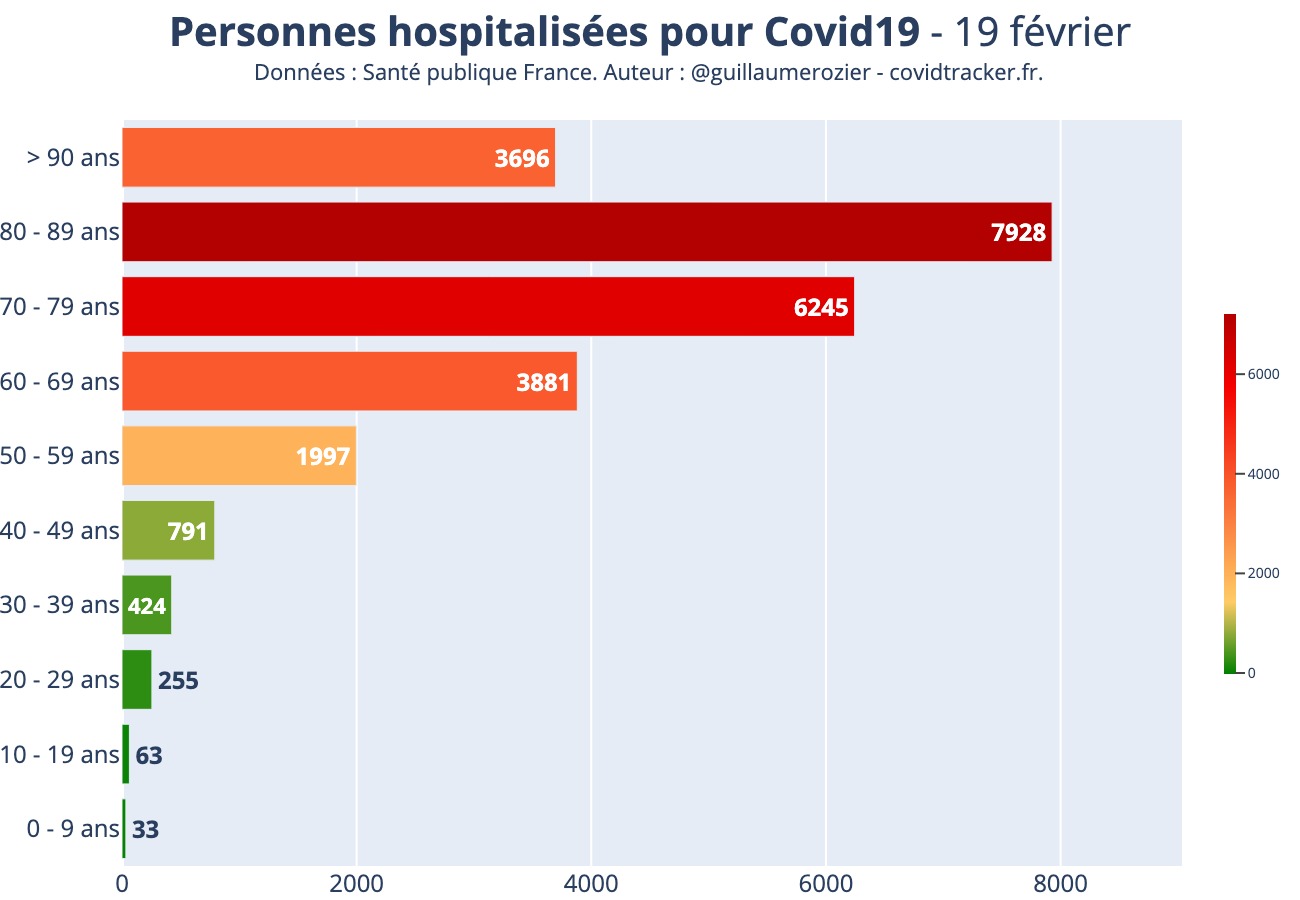 Personnes hospitalisées pour Covid19 - 19 février
Données : Santé publique France. Auteur : @guillaumerozier - covidtracker.fr.
> 90 ans 3696
80 - 89 ans 7928
70 - 79 ans 6245
60 - 69 ans 3881
50 - 59 ans 1997
40 - 49 ans 791
30 - 39 ans 424
20 - 29 ans 255
10 - 19 ans 63
0 - 9 ans 33
0 2000 4000 6000 8000
6000
4000
2000
0